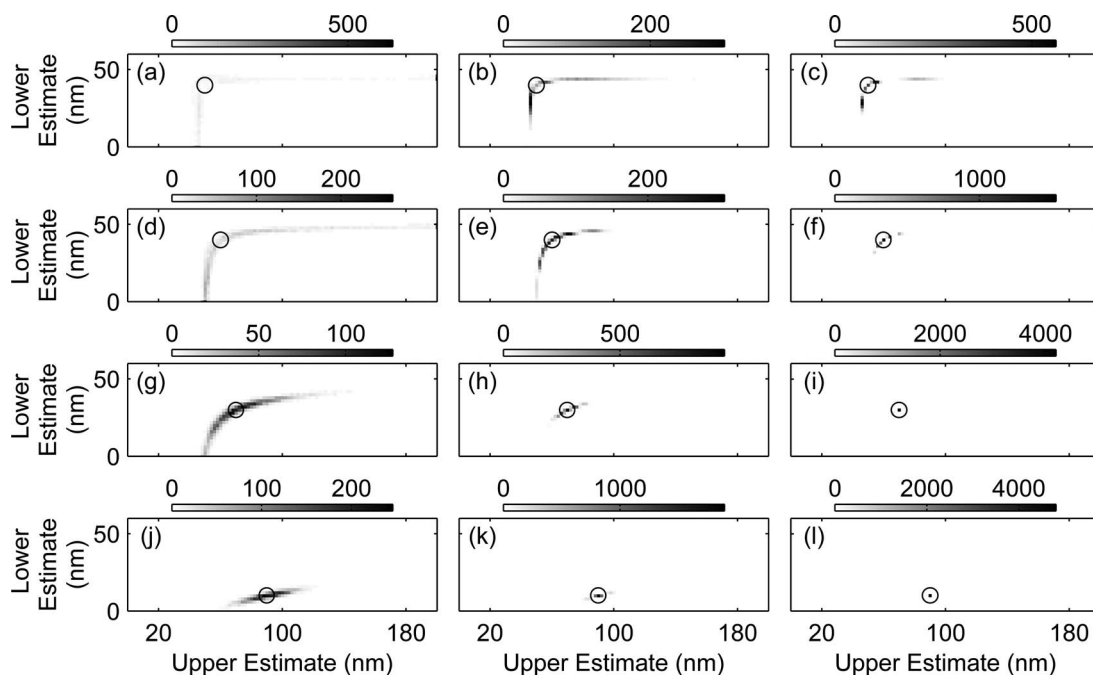 0 500 0 200 0 500
(a) (b) (c)
Lower
Estimate
(nm)
50
0
0 100 200 0 200 0 1000
(d) (e) (f)
Lower
Estimate
(nm)
50
0
0 50 100 0 500 0 2000 4000
(g) (h) (i)
Lower
Estimate
(nm)
50
0
0 100 200 0 1000 0 2000 4000
(j) (k) (l)
Lower
Estimate
(nm)
50
0
20 100 180 20 100 180 20 100 180
Upper Estimate (nm) Upper Estimate (nm) Upper Estimate (nm)